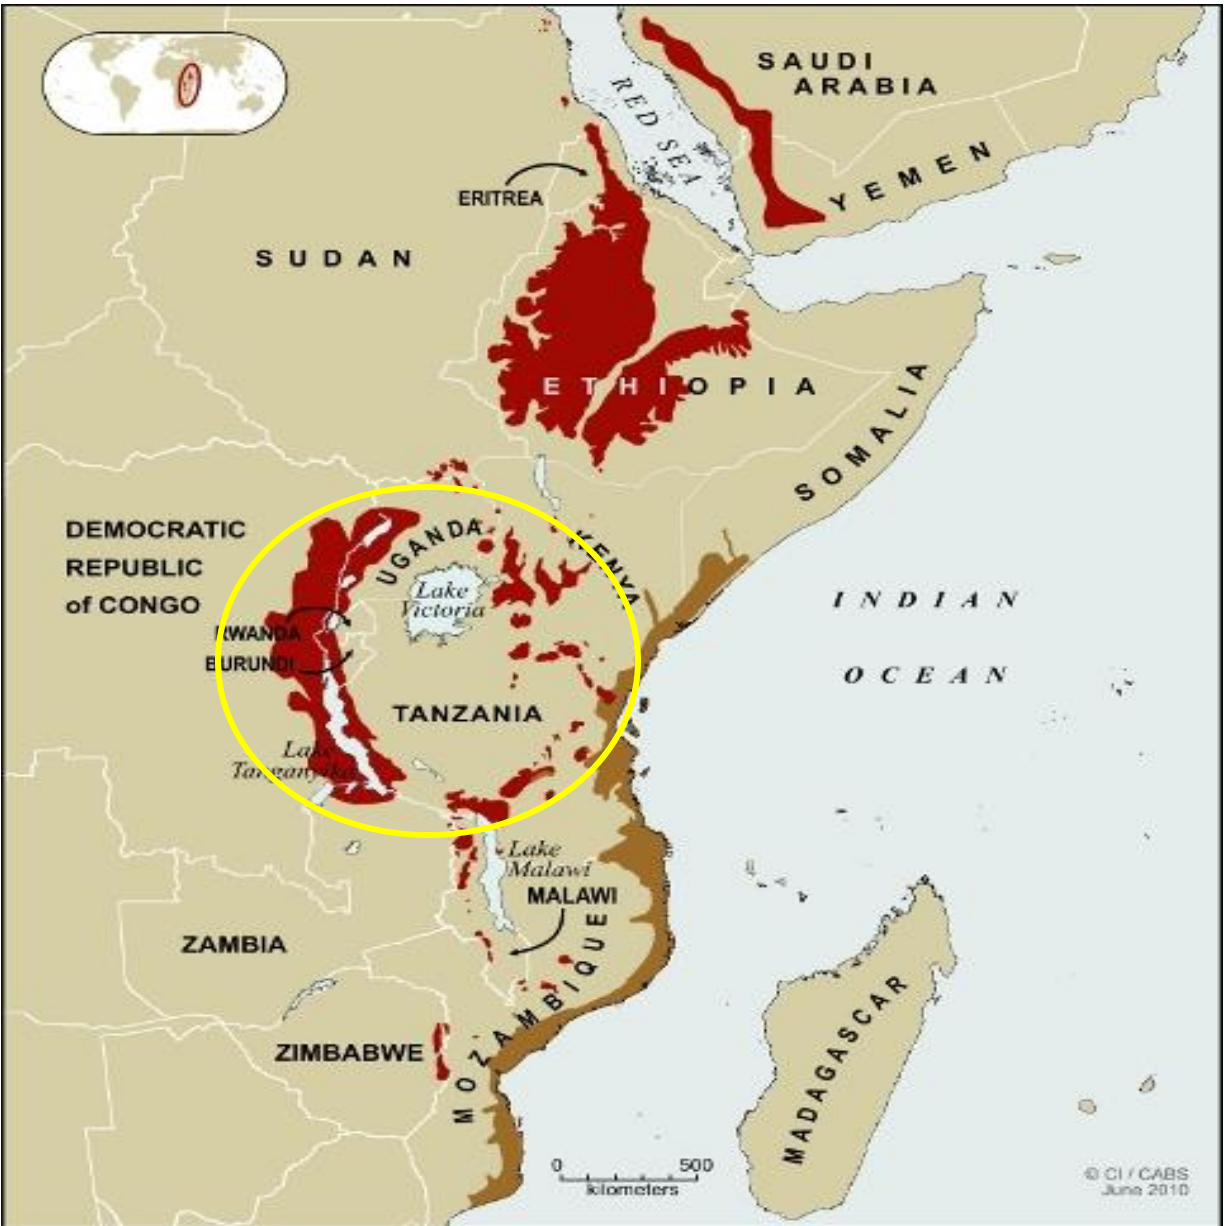 SAUDI
ARABIA
RED SEA
YEMEN
ERITREA
SUDAN
ETHIOPIA
SOMALIA
DEMOCRATIC
REPUBLIC
of CONGO
UGANDA
KENYA
Lake
Victoria
INDIAN
OCEAN
RWANDA
BURUNDI
TANZANIA
Lake
Tanganyika
Lake
Malawi
MALAWI
ZAMBIA
MOZAMBIQUE
MADAGASCAR
ZIMBABWE
0 500
kilometers
© CI / CABS
June 2010